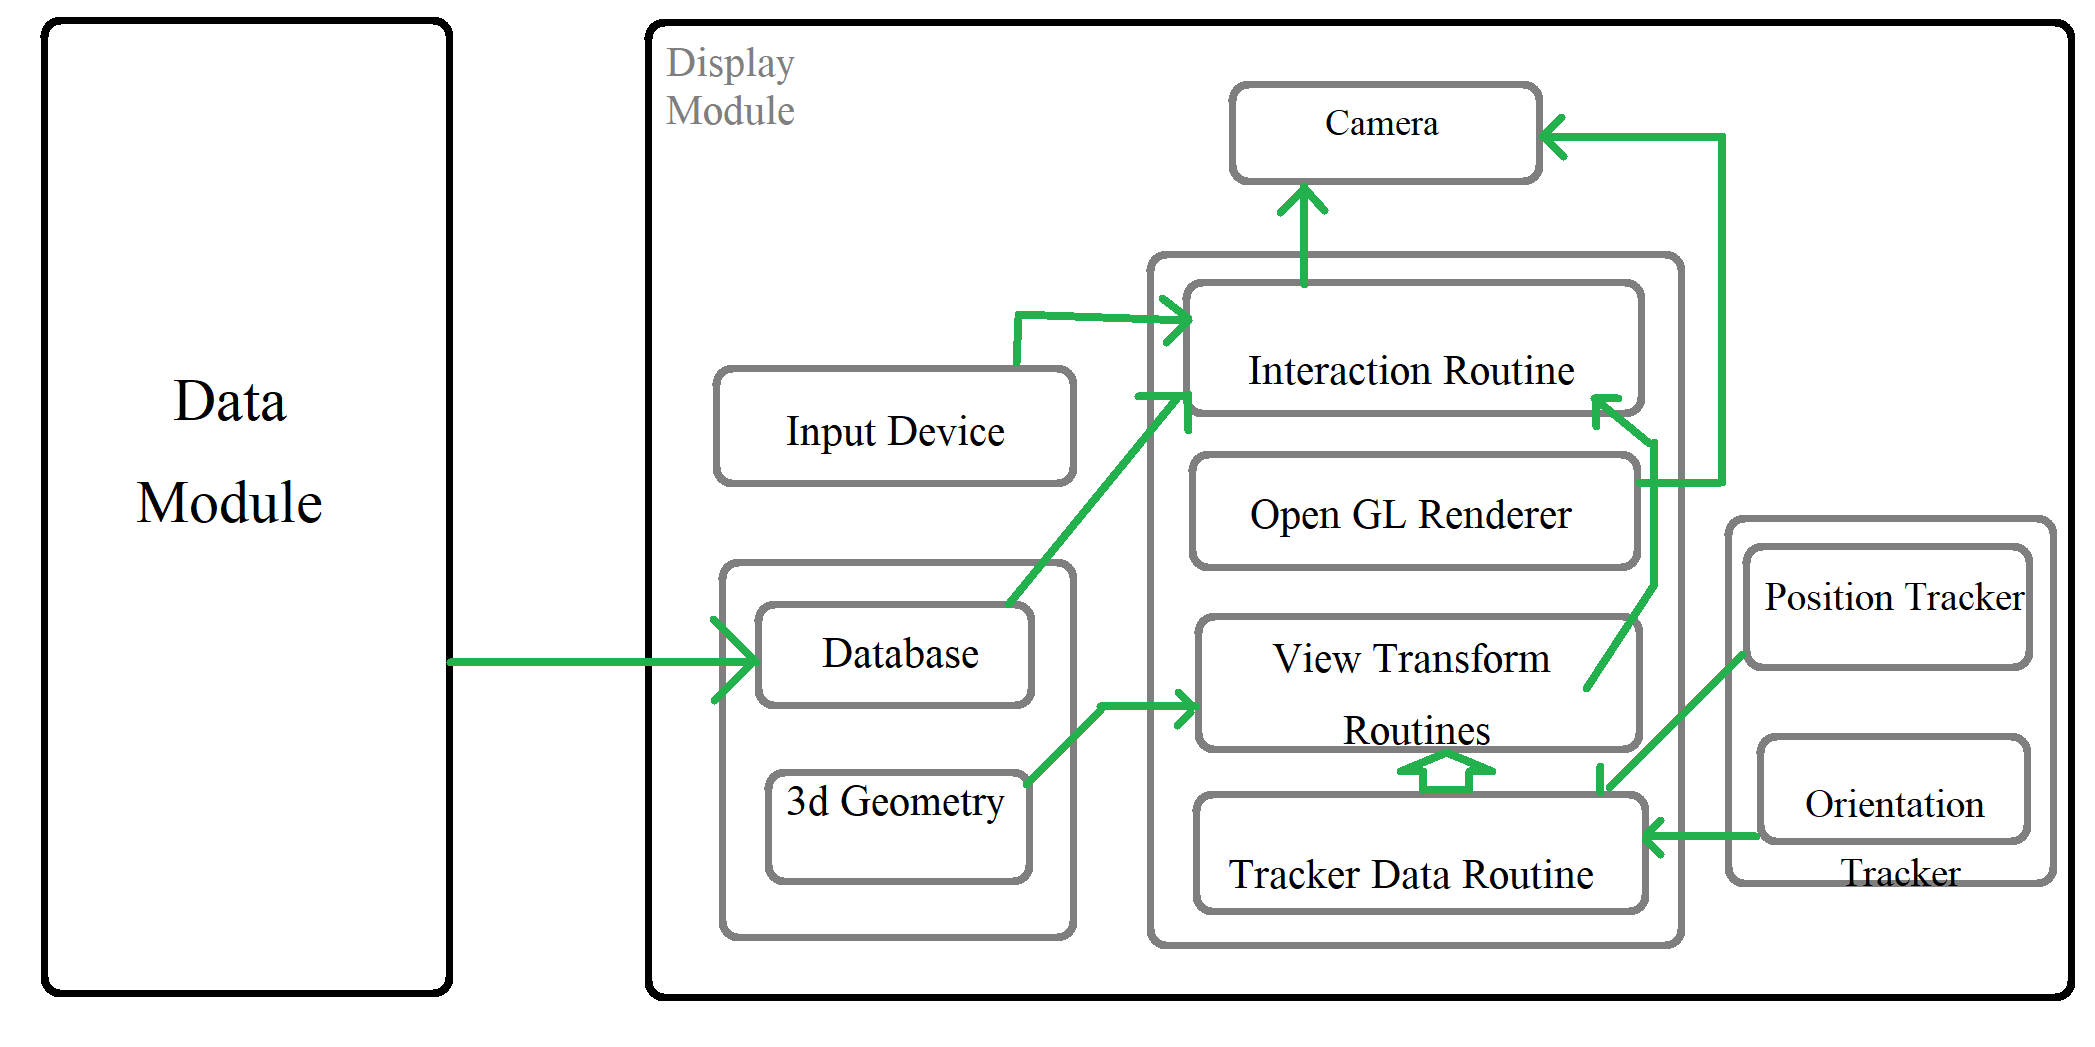 Display
Module
Data
Module
Camera
Interaction Routine
Input Device
Open GL Renderer
Database
3d Geometry
View Transform
Routines
Tracker Data Routine
Position Tracker
Orientation
Tracker